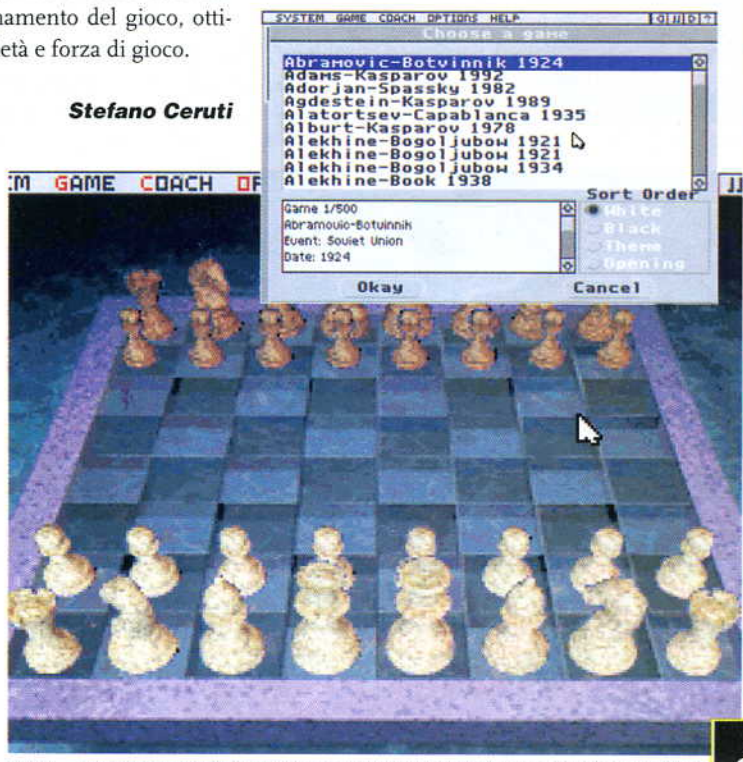 namento del gioco, otti-
età e forza di gioco.
Stefano Ceruti
SYSTEM GAME COACH OPTIONS HELP
Choose a game
Abramovic-Botvinnik 1924
Adams-Kasparov 1992
Adorjan-Spassky 1982
Agdestein-Kasparov 1989
Alatortsev-Capablanca 1935
Alburt-Kasparov 1978
Alekhine-Bogoljubow 1921
Alekhine-Bogoljubow 1921
Alekhine-Bogoljubow 1934
Alekhine-Book 1938
Game 1/500
Abramovic-Botvinnik
Event: Soviet Union
Date: 1924
Sort Order
White
Black
Theme
Opening
Okay Cancel
EM GAME COACH OP